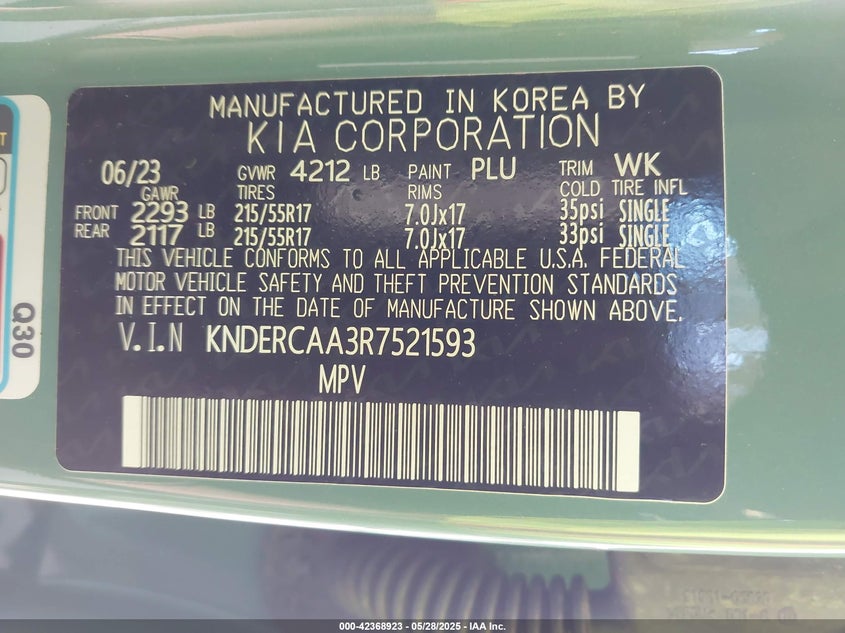 MANUFACTURED IN KOREA BY
KIA CORPORATION
06/23 GVWR 4212 LB PAINT PLU TRIM WK
GAWR TIRES RIMS COLD TIRE INFL
FRONT 2293 LB 215/55R17 7.0Jx17 35psi SINGLE
REAR 2117 LB 215/55R17 7.0Jx17 33psi SINGLE
THIS VEHICLE CONFORMS TO ALL APPLICABLE U.S.A. FEDERAL
MOTOR VEHICLE SAFETY AND THEFT PREVENTION STANDARDS
IN EFFECT ON THE DATE OF MANUFACTURE SHOWN ABOVE.
V.I.N KNDERCAA3R7521593
MPV
Q30
000-42368923 - 05/28/2025 - IAA Inc.